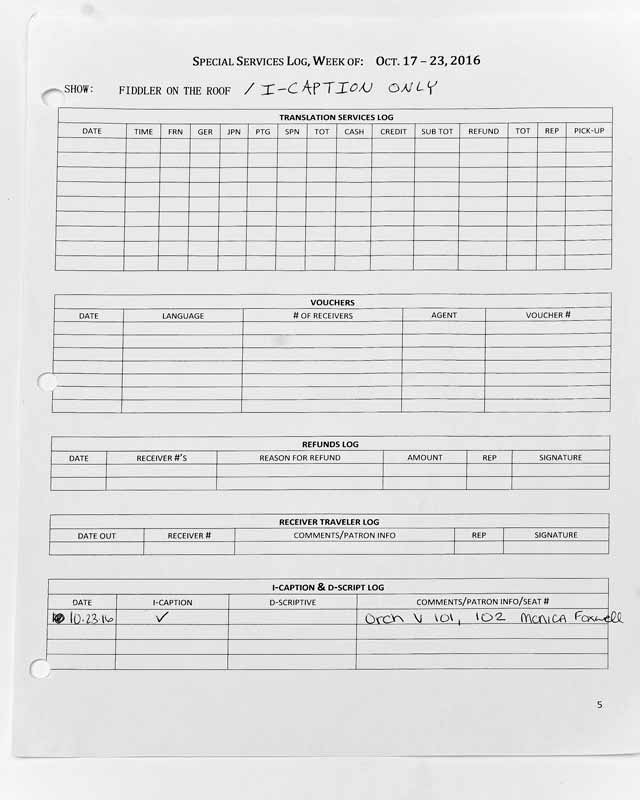 SPECIAL SERVICES LOG, WEEK OF: OCT. 17 – 23, 2016
SHOW: FIDDLER ON THE ROOF / I-CAPTION ONLY
TRANSLATION SERVICES LOG
DATE TIME FRN GER JPN PTG SPN TOT CASH CREDIT SUB TOT REFUND TOT REP PICK-UP
VOUCHERS
DATE LANGUAGE # OF RECEIVERS AGENT VOUCHER #
REFUNDS LOG
DATE RECEIVER #'S REASON FOR REFUND AMOUNT REP SIGNATURE
RECEIVER TRAVELER LOG
DATE OUT RECEIVER # COMMENTS/PATRON INFO REP SIGNATURE
I-CAPTION & D-SCRIPT LOG
DATE I-CAPTION D-SCRIPTIVE COMMENTS/PATRON INFO/SEAT #
10.23.16 ✓ Orch V 101, 102 MONICA Foxwell
5